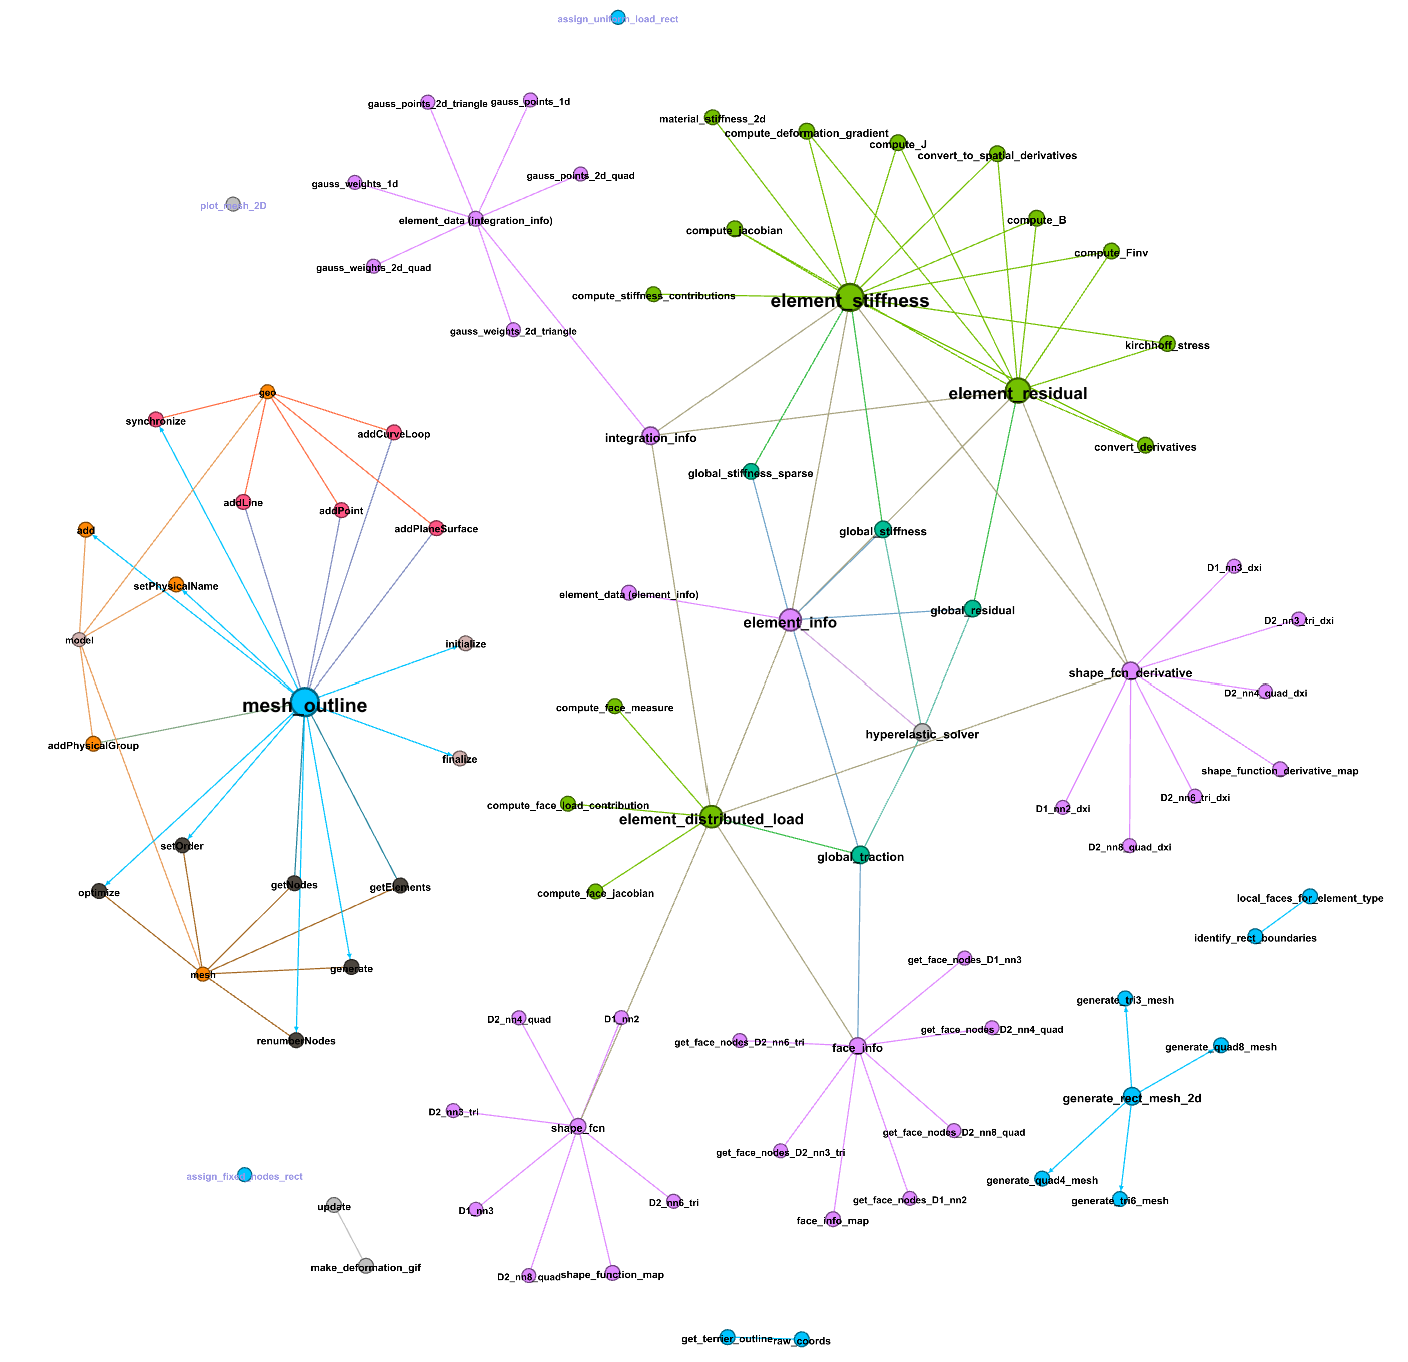 assign_uniform_load_rect
gauss_points_2d_triangle
gauss_points_1d
material_stiffness_2d
compute_deformation_gradient
compute_J
convert_to_spatial_derivatives
gauss_weights_1d
gauss_points_2d_quad
plot_mesh_2D
element_data (integration_info)
compute_jacobian
compute_B
compute_Finv
gauss_weights_2d_quad
compute_stiffness_contributions
element_stiffness
gauss_weights_2d_triangle
kirchhoff_stress
geo
element_residual
synchronize
addCurveLoop
integration_info
convert_derivatives
global_stiffness_sparse
addLine
addPoint
addPlaneSurface
add
global_stiffness
D1_nn3_dxi
setPhysicalName
element_data (element_info)
global_residual
D2_nn3_tri_dxi
element_info
model
initialize
shape_fcn_derivative
D2_nn4_quad_dxi
mesh_outline
compute_face_measure
hyperelastic_solver
addPhysicalGroup
finalize
shape_function_derivative_map
D2_nn6_tri_dxi
compute_face_load_contribution
D1_nn2_dxi
element_distributed_load
setOrder
D2_nn8_quad_dxi
global_traction
optimize
getNodes
getElements
compute_face_jacobian
local_faces_for_element_type
identify_rect_boundaries
get_face_nodes_D1_nn3
mesh
generate
generate_tri3_mesh
D2_nn4_quad
D1_nn2
get_face_nodes_D2_nn4_quad
renumberNodes
get_face_nodes_D2_nn6_tri
face_info
generate_quad8_mesh
generate_rect_mesh_2d
D2_nn3_tri
shape_fcn
get_face_nodes_D2_nn8_quad
get_face_nodes_D2_nn3_tri
assign_fixed_nodes_rect
generate_quad4_mesh
get_face_nodes_D1_nn2
generate_tri6_mesh
update
D1_nn3
D2_nn6_tri
face_info_map
make_deformation_gif
D2_nn8_quad
shape_function_map
get_terrier_outline
raw_coords